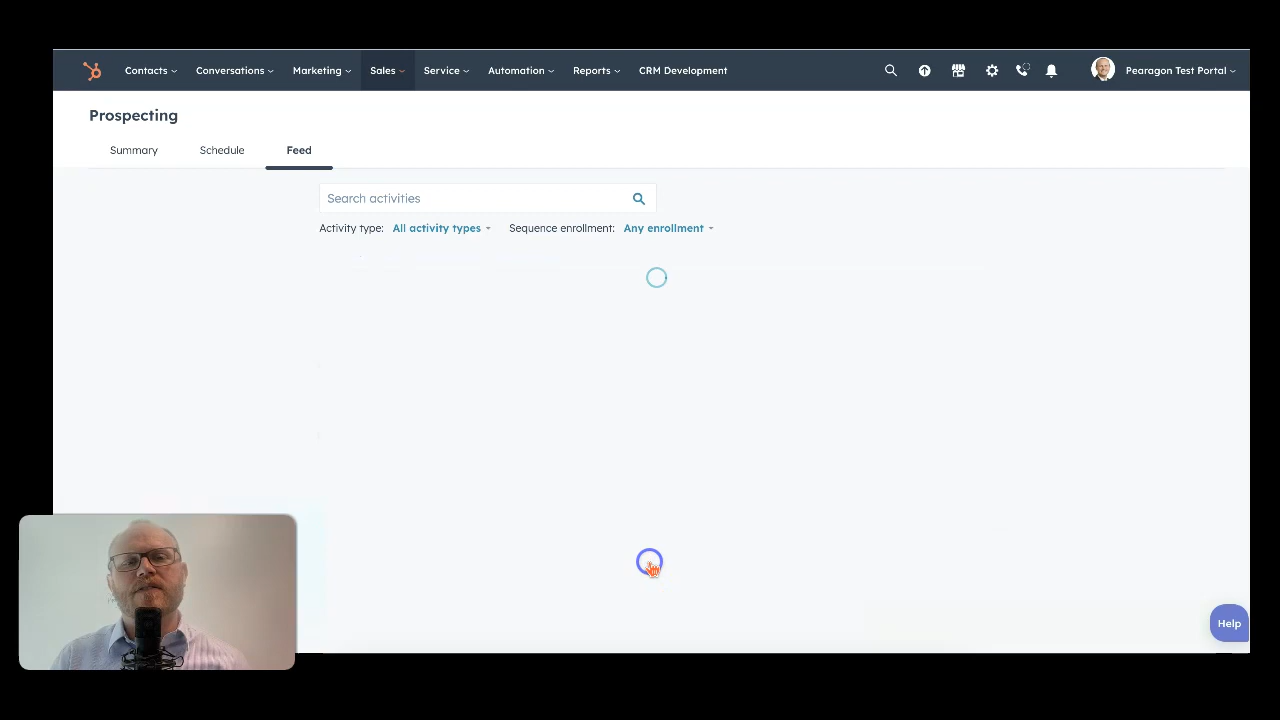 Contacts Conversations Marketing Sales Service Automation Reports CRM Development Pearagon Test Portal
Prospecting
Summary Schedule Feed
Search activities
Activity type: All activity types Sequence enrollment: Any enrollment
Help